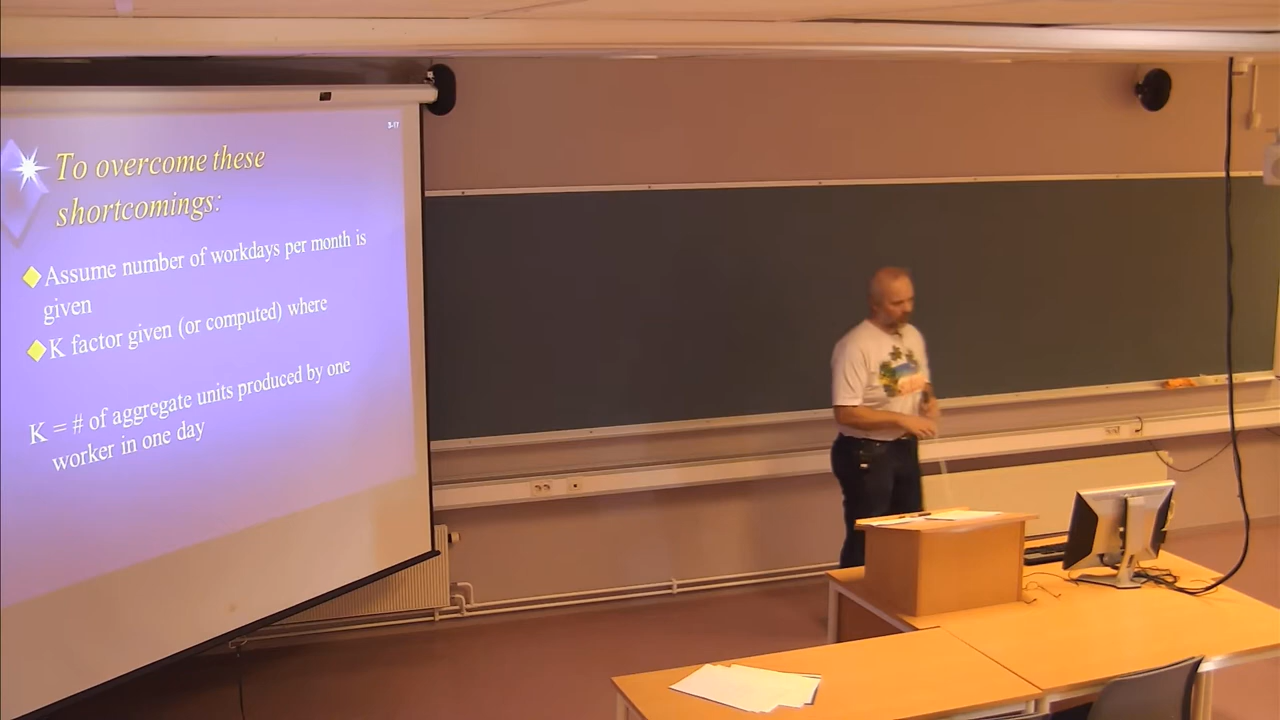 3-17
To overcome these
shortcomings:
Assume number of workdays per month is
given
K factor given (or computed) where
K = # of aggregate units produced by one
worker in one day